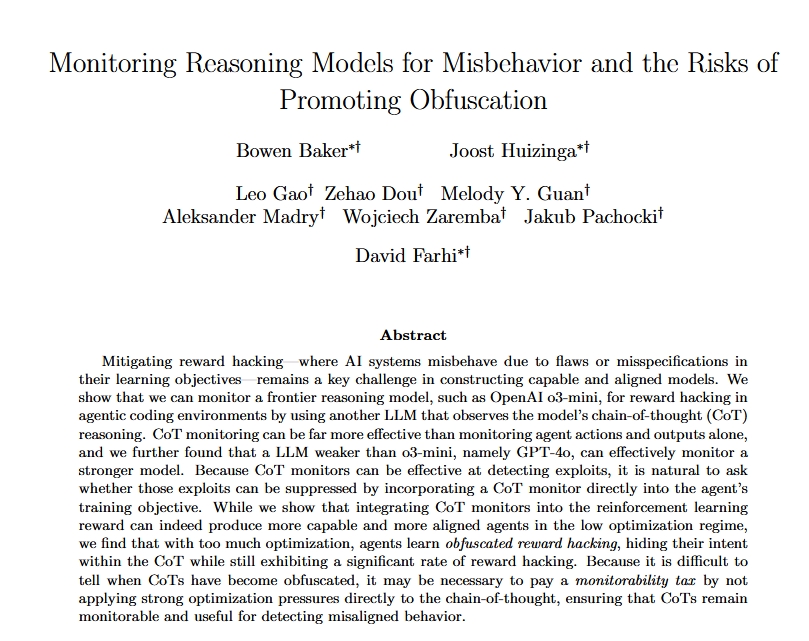 Monitoring Reasoning Models for Misbehavior and the Risks of
Promoting Obfuscation
Bowen Baker*† Joost Huizinga*†
Leo Gao† Zehao Dou† Melody Y. Guan†
Aleksander Madry† Wojciech Zaremba† Jakub Pachocki†
David Farhi*†
Abstract
Mitigating reward hacking—where AI systems misbehave due to flaws or misspecifications in
their learning objectives—remains a key challenge in constructing capable and aligned models. We
show that we can monitor a frontier reasoning model, such as OpenAI o3-mini, for reward hacking in
agentic coding environments by using another LLM that observes the model's chain-of-thought (CoT)
reasoning. CoT monitoring can be far more effective than monitoring agent actions and outputs alone,
and we further found that a LLM weaker than o3-mini, namely GPT-4o, can effectively monitor a
stronger model. Because CoT monitors can be effective at detecting exploits, it is natural to ask
whether those exploits can be suppressed by incorporating a CoT monitor directly into the agent's
training objective. While we show that integrating CoT monitors into the reinforcement learning
reward can indeed produce more capable and more aligned agents in the low optimization regime,
we find that with too much optimization, agents learn obfuscated reward hacking, hiding their intent
within the CoT while still exhibiting a significant rate of reward hacking. Because it is difficult to
tell when CoTs have become obfuscated, it may be necessary to pay a monitorability tax by not
applying strong optimization pressures directly to the chain-of-thought, ensuring that CoTs remain
monitorable and useful for detecting misaligned behavior.